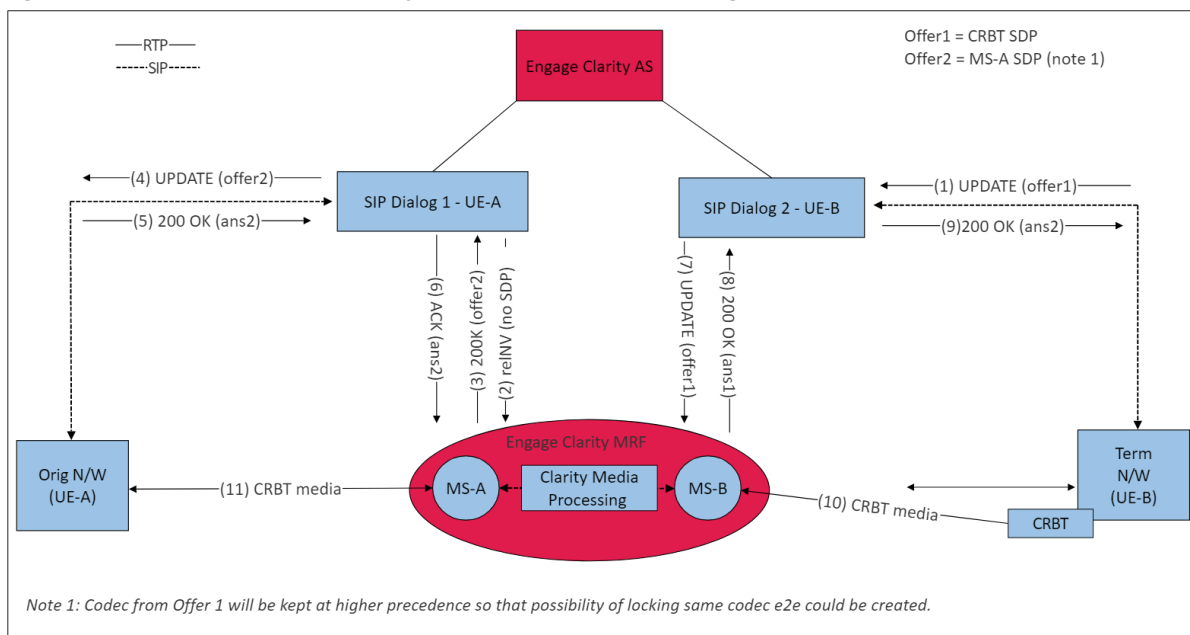 RTP
SIP
Offer1 = CRBT SDP
Offer2 = MS-A SDP (note 1)
Engage Clarity AS
(4) UPDATE (offer2)
(5) 200 OK (ans2)
SIP Dialog 1 - UE-A
SIP Dialog 2 - UE-B
(1) UPDATE (offer1)
(9)200 OK (ans2)
(6) ACK (ans2)
(3) 200K (offer2)
(2) reINV (no SDP)
(7) UPDATE (offer1)
(8) 200 OK (ans1)
Engage Clarity MRF
Orig N/W
(UE-A)
(11) CRBT media
MS-A
Clarity Media
Processing
MS-B
(10) CRBT media
Term
N/W
(UE-B)
CRBT
Note 1: Codec from Offer 1 will be kept at higher precedence so that possibility of locking same codec e2e could be created.